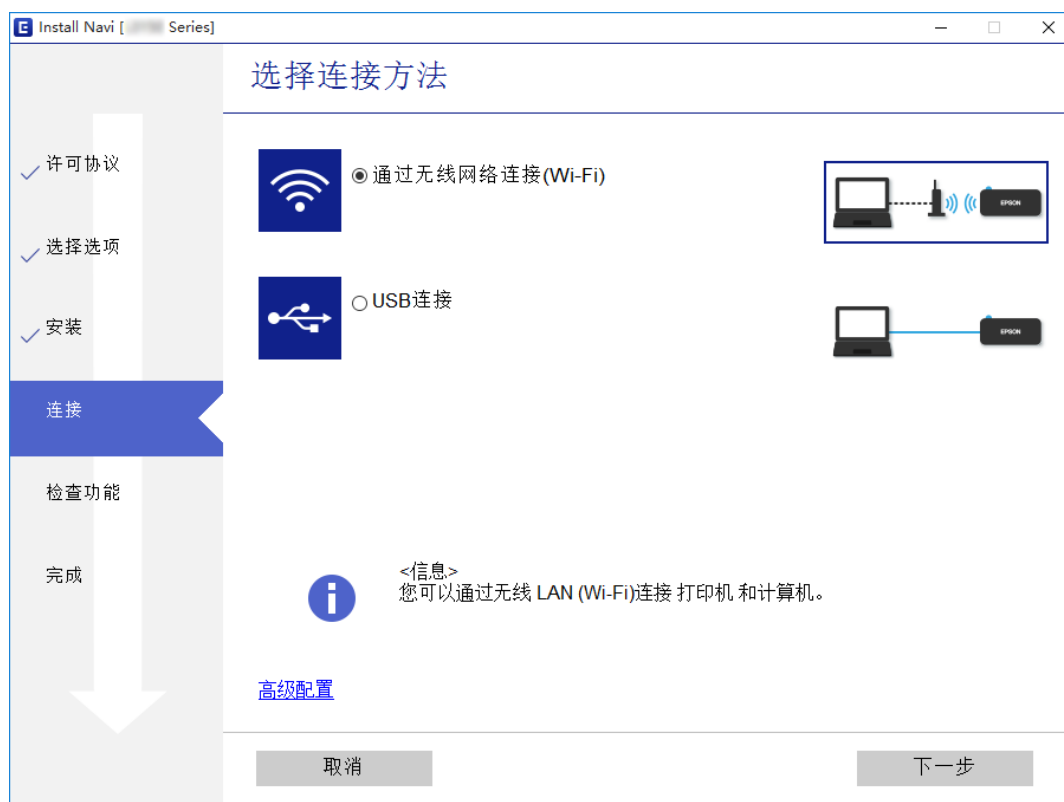 Install Navi [ Series]
选择连接方法
许可协议
选择选项
安装
连接
检查功能
完成
通过无线网络连接(Wi-Fi)
EPSON
USB连接
EPSON
<信息>
您可以通过无线 LAN (Wi-Fi)连接 打印机 和计算机。
高级配置
取消
下一步